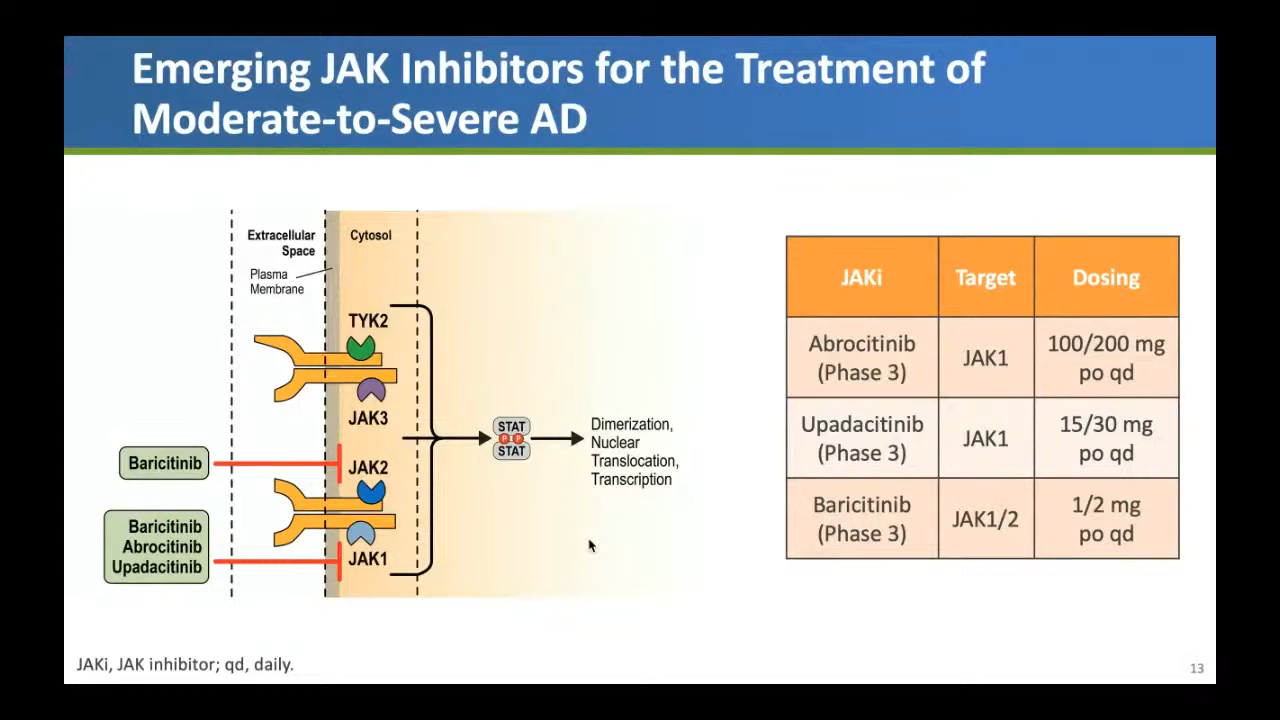 Emerging JAK Inhibitors for the Treatment of
Moderate-to-Severe AD
Extracellular
Space
Cytosol
Plasma
Membrane
TYK2
JAK3
Baricitinib
JAK2
Baricitinib
Abrocitinib
Upadacitinib
JAK1
STAT
P P
STAT
Dimerization,
Nuclear
Translocation,
Transcription
JAKi Target Dosing
Abrocitinib
(Phase 3)
JAK1
100/200 mg
po qd
Upadacitinib
(Phase 3)
JAK1
15/30 mg
po qd
Baricitinib
(Phase 3)
JAK1/2
1/2 mg
po qd
JAKi, JAK inhibitor; qd, daily.
13